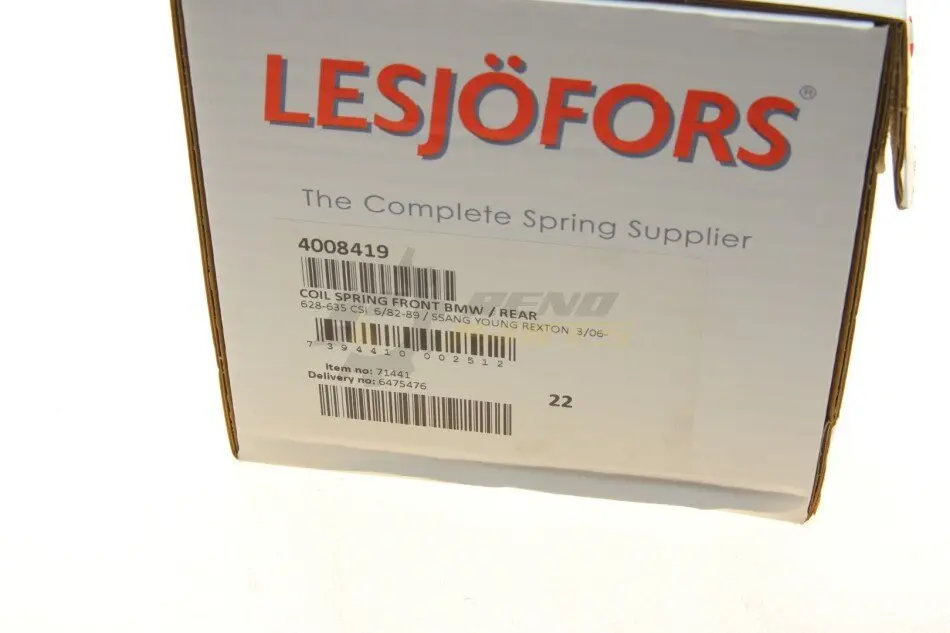 LESJÖFORS®
The Complete Spring Supplier
4008419
COIL SPRING FRONT BMW / REAR
628-635 CSI 6/82-89 / SSANG YOUNG REXTON 3/06-
7 394410 002512
Item no: 71441
Delivery no: 6475476
22